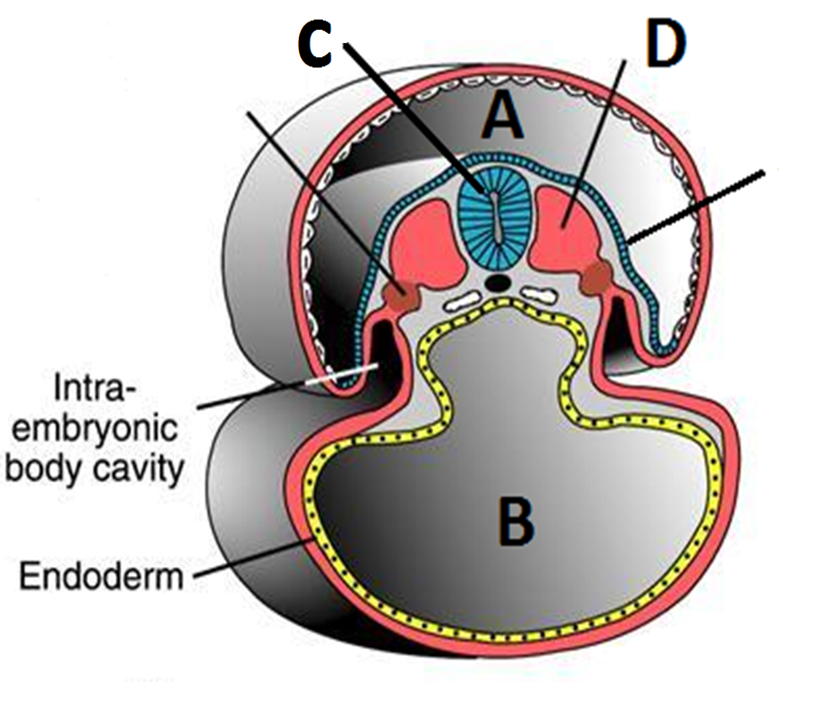 C
D
A
Intra-
embryonic
body cavity
B
Endoderm